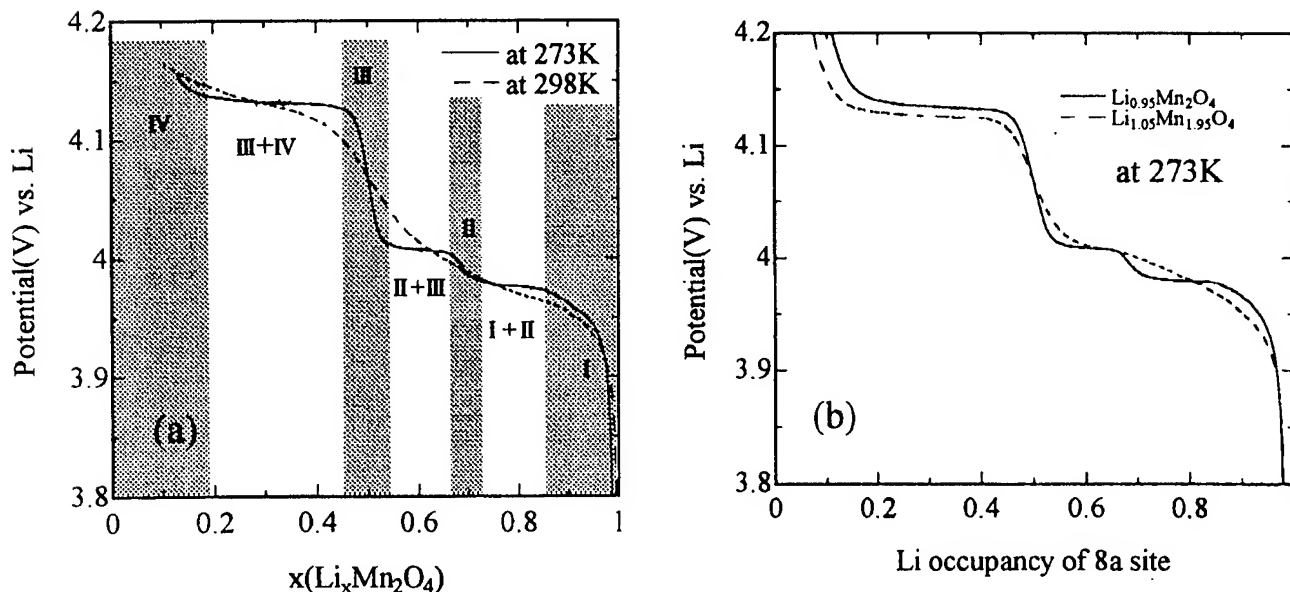 4.2
4.1
4
3.9
3.8
0
0.2
0.4
0.6
0.8
1
Potential(V) vs. Li
x(LiₓMn₂O₄)
at 273K
at 298K
IV
III+IV
III
II+III
II
I+II
I
(a)
4.2
4.1
4
3.9
3.8
0
0.2
0.4
0.6
0.8
Potential(V) vs. Li
Li occupancy of 8a site
Li₀.₉₅Mn₂O₄
Li₁.₀₅Mn₁.₉₅O₄
at 273K
(b)